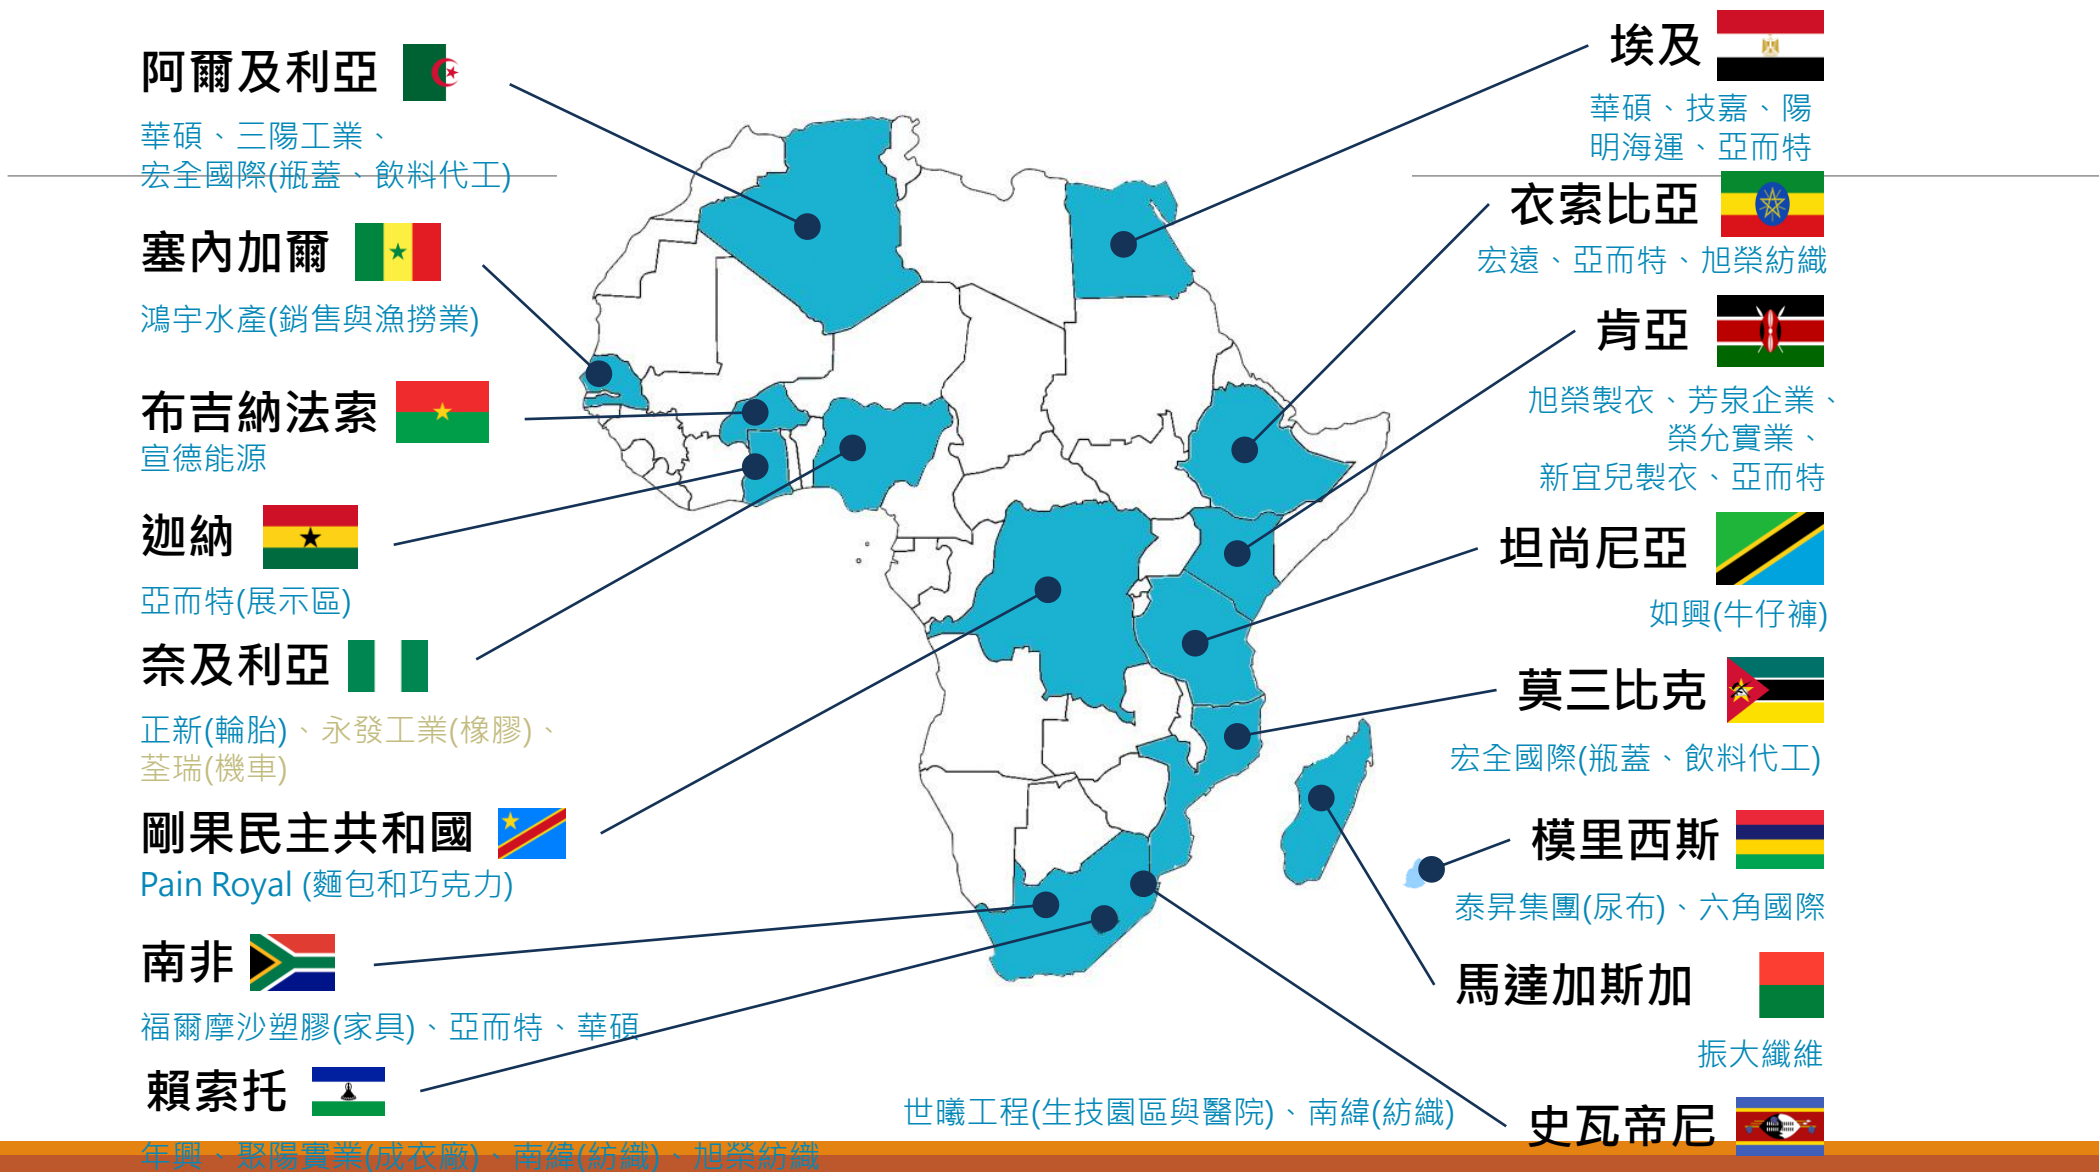 阿爾及利亞
華碩、三陽工業、
宏全國際(瓶蓋、飲料代工)
塞內加爾
鴻宇水產(銷售與漁撈業)
布吉納法索
宣德能源
迦納
亞而特(展示區)
奈及利亞
正新(輪胎)、永發工業(橡膠)、
荃瑞(機車)
剛果民主共和國
Pain Royal (麵包和巧克力)
南非
福爾摩沙塑膠(家具)、亞而特、華碩
賴索托
年興、聚陽實業(成衣廠)、南緯(紡織)、旭榮紡織
埃及
華碩、技嘉、陽
明海運、亞而特
衣索比亞
宏遠、亞而特、旭榮紡織
肯亞
旭榮製衣、芳泉企業、
榮允實業、
新宜兒製衣、亞而特
坦尚尼亞
如興(牛仔褲)
莫三比克
宏全國際(瓶蓋、飲料代工)
模里西斯
泰昇集團(尿布)、六角國際
馬達加斯加
振大纖維
世曦工程(生技園區與醫院)、南緯(紡織)
史瓦帝尼